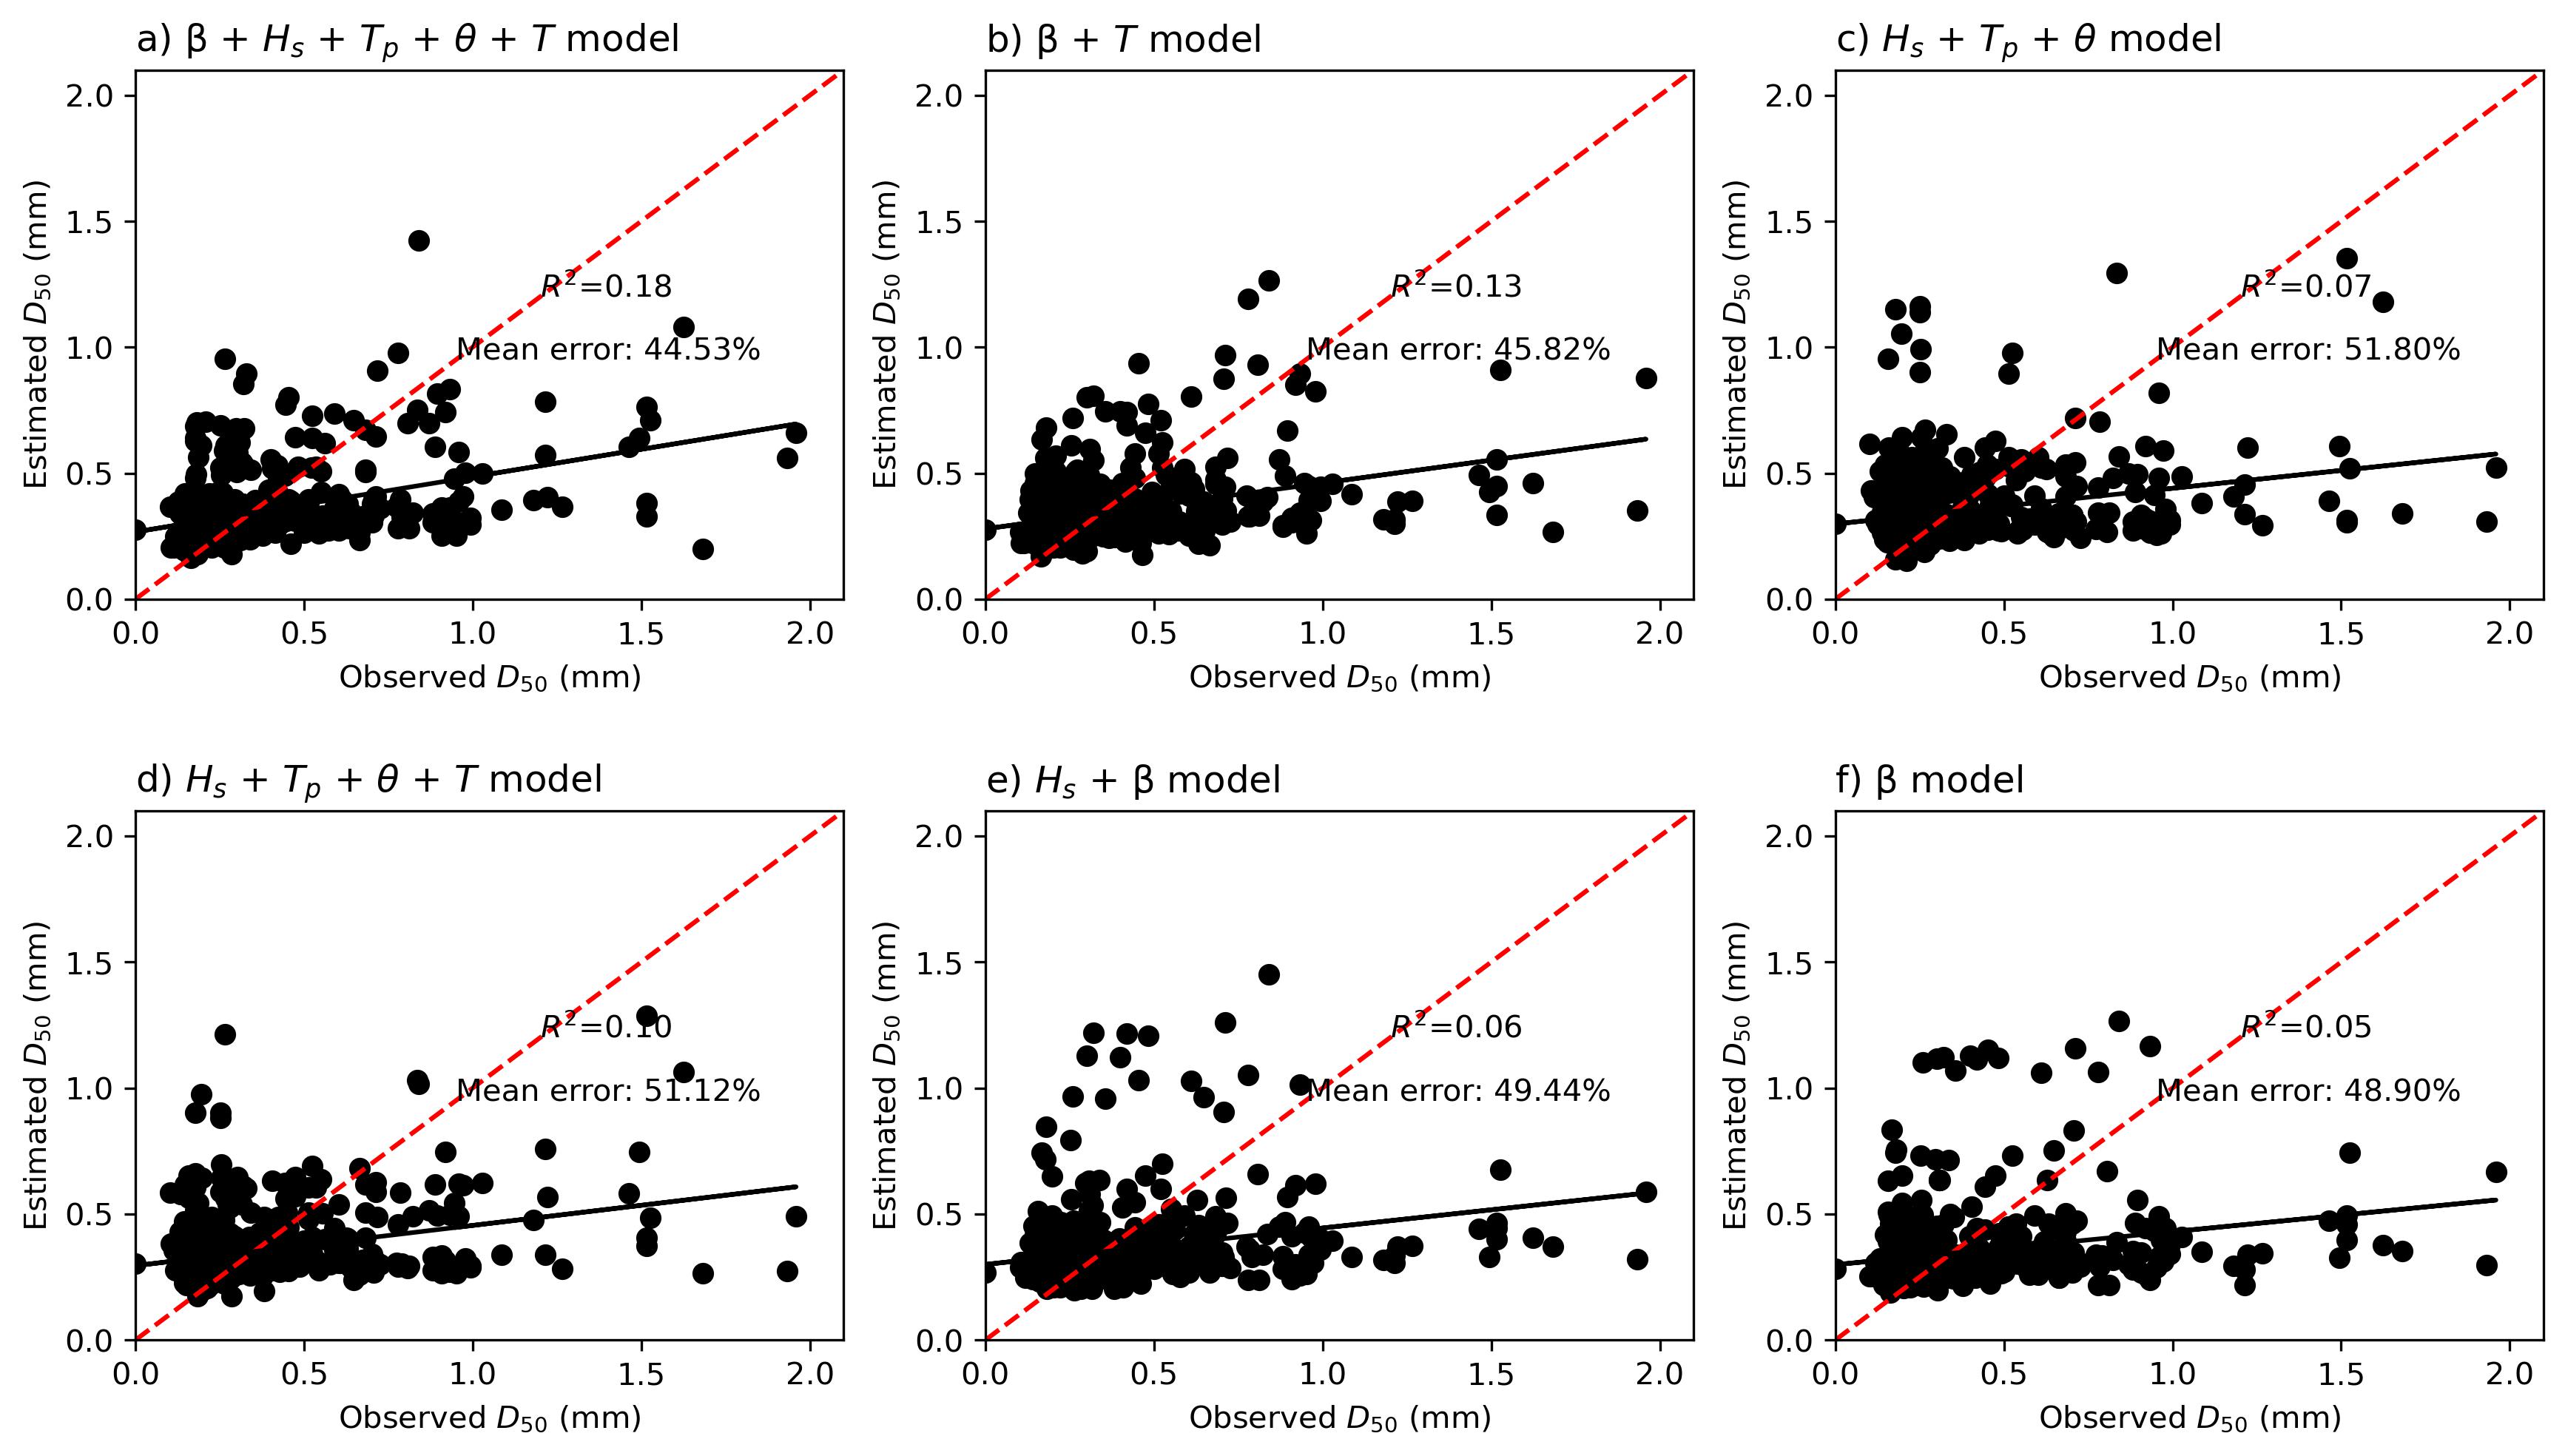 a) β + Hs + Tp + θ + T model
2.0
1.5
1.0
0.5
0.0
Estimated D50 (mm)
R²=0.18
Mean error: 44.53%
0.0 0.5 1.0 1.5 2.0
Observed D50 (mm)
b) β + T model
2.0
1.5
1.0
0.5
0.0
Estimated D50 (mm)
R²=0.13
Mean error: 45.82%
0.0 0.5 1.0 1.5 2.0
Observed D50 (mm)
c) Hs + Tp + θ model
2.0
1.5
1.0
0.5
0.0
Estimated D50 (mm)
R²=0.07
Mean error: 51.80%
0.0 0.5 1.0 1.5 2.0
Observed D50 (mm)
d) Hs + Tp + θ + T model
2.0
1.5
1.0
0.5
0.0
Estimated D50 (mm)
R²=0.10
Mean error: 51.12%
0.0 0.5 1.0 1.5 2.0
Observed D50 (mm)
e) Hs + β model
2.0
1.5
1.0
0.5
0.0
Estimated D50 (mm)
R²=0.06
Mean error: 49.44%
0.0 0.5 1.0 1.5 2.0
Observed D50 (mm)
f) β model
2.0
1.5
1.0
0.5
0.0
Estimated D50 (mm)
R²=0.05
Mean error: 48.90%
0.0 0.5 1.0 1.5 2.0
Observed D50 (mm)